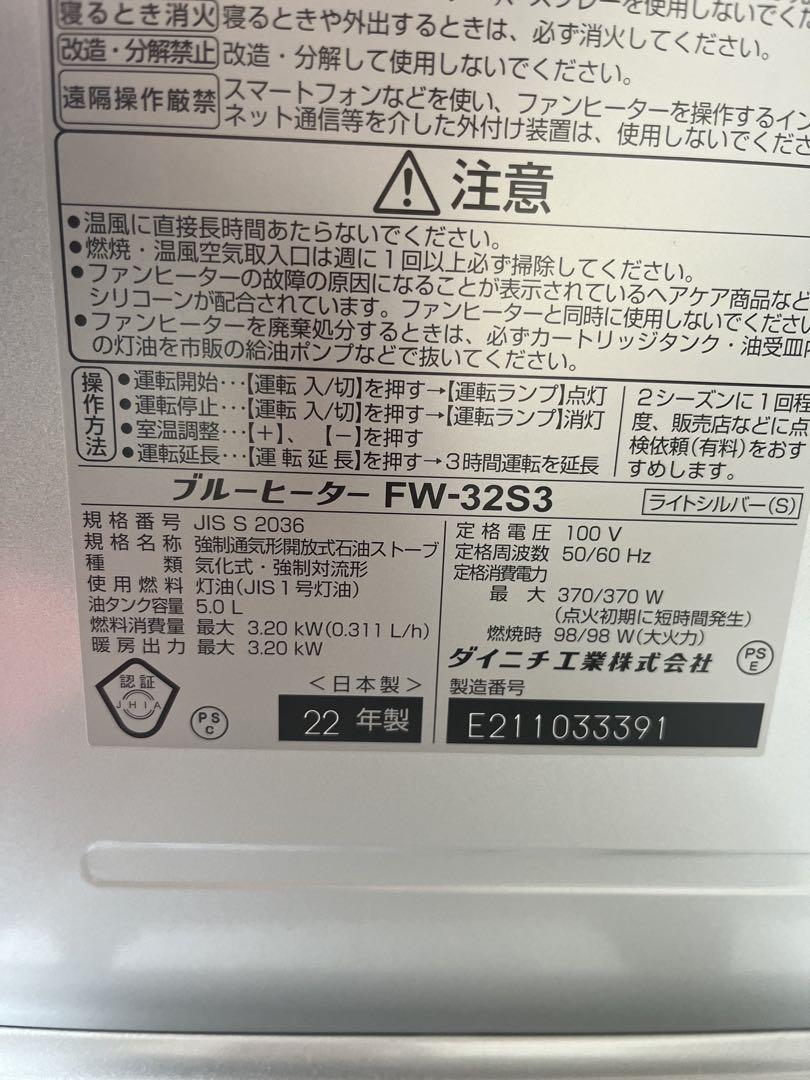 スプレーを使用しないでくだ
寝るとき消火 寝るときや外出するときは、必ず消火してください。
改造・分解禁止 改造・分解して使用しないでください。
遠隔操作厳禁 スマートフォンなどを使い、ファンヒーターを操作するイン
ネット通信等を介した外付け装置は、使用しないでくださ
注意
●温風に直接長時間あたらないでください。
●燃焼・温風空気取入口は週に1回以上必ず掃除してください。
●ファンヒーターの故障の原因になることが表示されているヘアケア商品など
シリコーンが配合されています。ファンヒーターと同時に使用しないでください
●ファンヒーターを廃棄処分するときは、必ずカートリッジタンク・油受皿内
の灯油を市販の給油ポンプなどで抜いてください。
操作方法
●運転開始…【運転 入/切】を押す→【運転ランプ】点灯
●運転停止…【運転 入/切】を押す→【運転ランプ】消灯
●室温調整…【+】、【-】を押す
●運転延長…【運転延長】を押す→3時間運転を延長
2シーズンに1回程
度、販売店などに点
検依頼(有料)をおす
すめします。
ブルーヒーター FW-32S3 ライトシルバー(S)
規格番号 JIS S 2036
規格名称 強制通気形開放式石油ストーブ
種類 気化式・強制対流形
使用燃料 灯油(JIS1号灯油)
油タンク容量 5.0 L
燃料消費量 最大 3.20 kW(0.311 L/h)
暖房出力 最大 3.20 kW
認証
JHIA
PS
C
<日本製>
22 年製
定格電圧 100 V
定格周波数 50/60 Hz
定格消費電力
最大 370/370 W
(点火初期に短時間発生)
燃焼時 98/98 W(大火力)
ダイニチ工業株式会社
PS
E
製造番号
E211033391